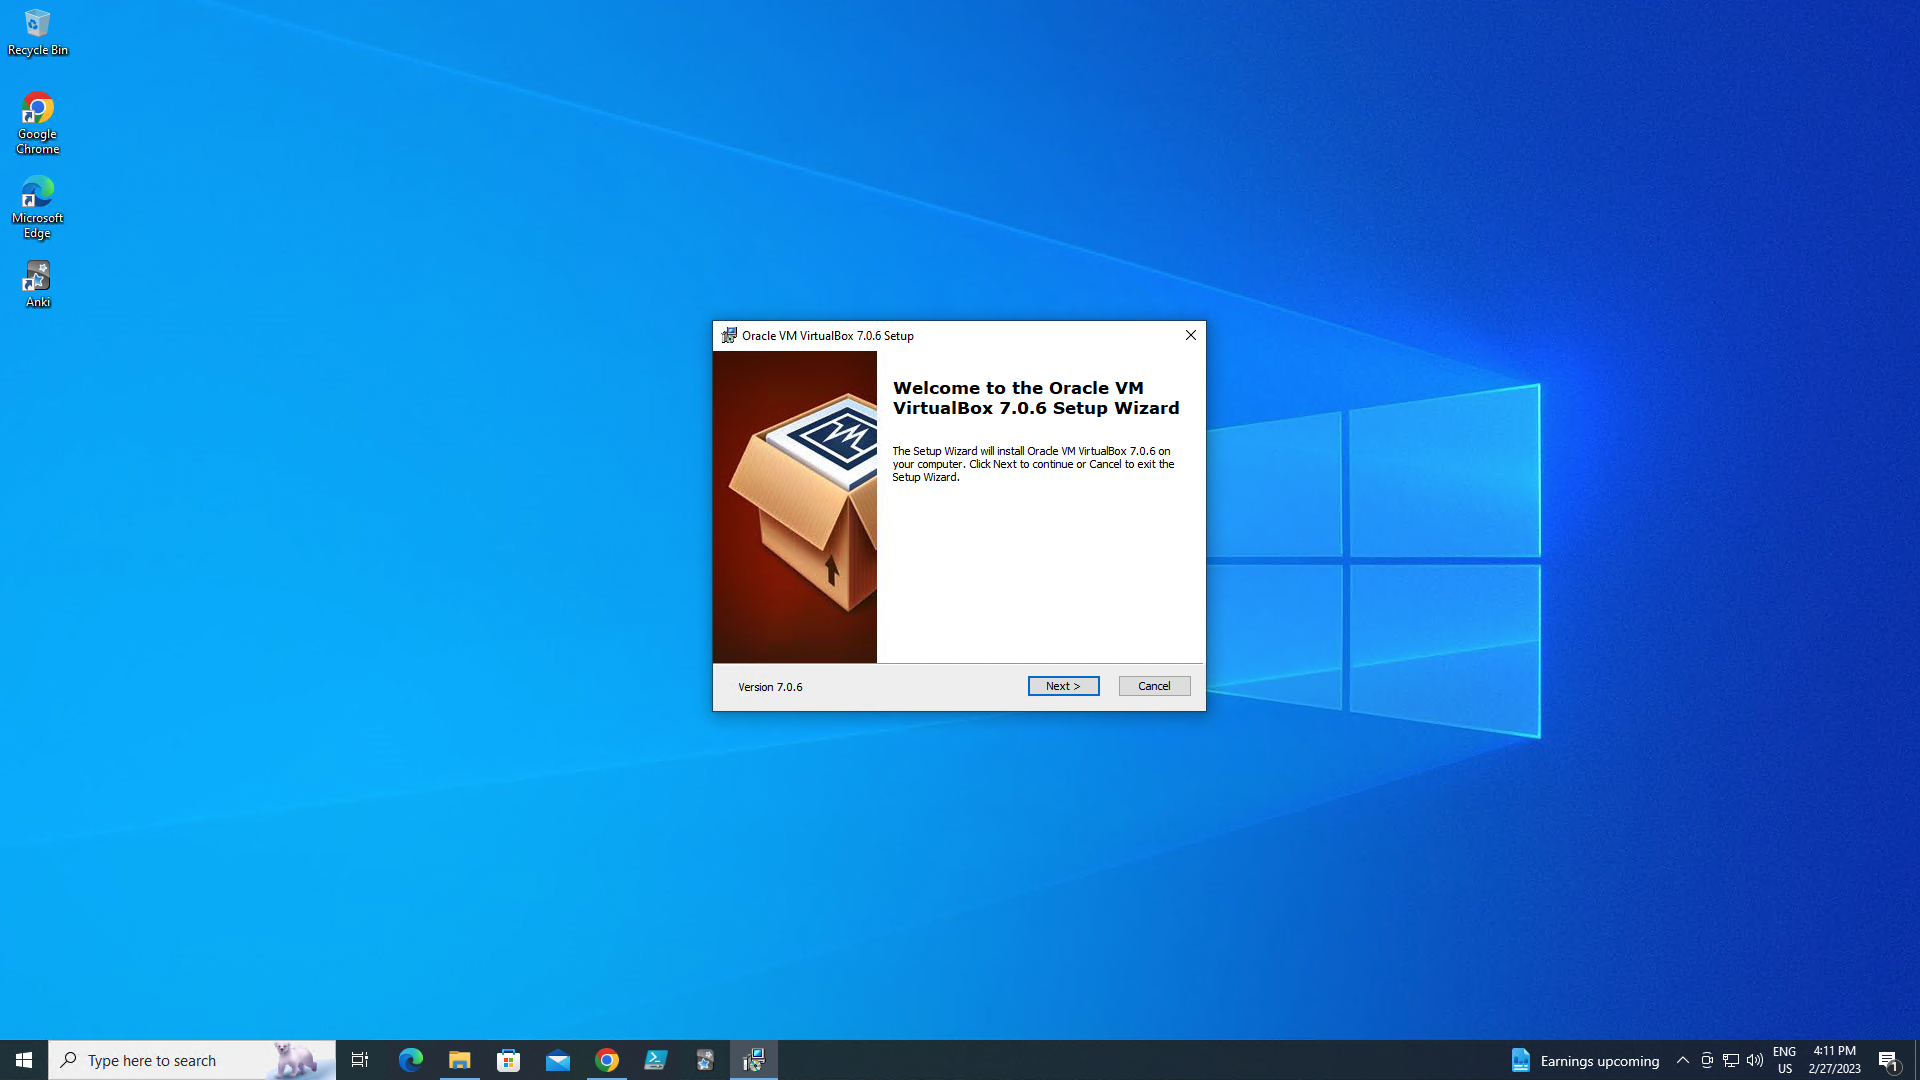 Recycle Bin
Google
Chrome
Microsoft
Edge
Anki
Oracle VM VirtualBox 7.0.6 Setup
Welcome to the Oracle VM
VirtualBox 7.0.6 Setup Wizard
The Setup Wizard will install Oracle VM VirtualBox 7.0.6 on
your computer. Click Next to continue or Cancel to exit the
Setup Wizard.
Version 7.0.6
Next >
Cancel
Type here to search
Earnings upcoming
ENG
US
4:11 PM
2/27/2023
1